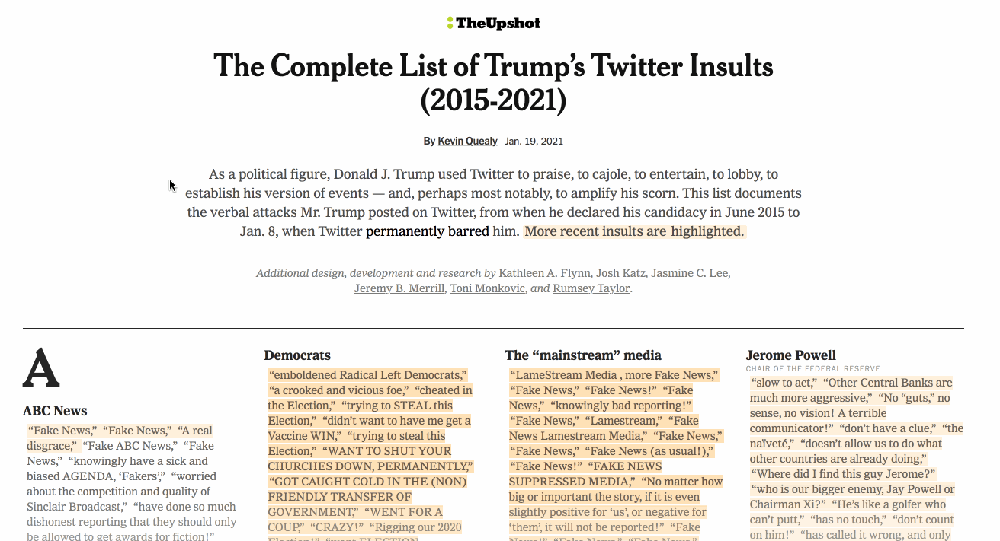 TheUpshot
The Complete List of Trump’s Twitter Insults
(2015-2021)
By Kevin Quealy Jan. 19, 2021
As a political figure, Donald J. Trump used Twitter to praise, to cajole, to entertain, to lobby, to
establish his version of events — and, perhaps most notably, to amplify his scorn. This list documents
the verbal attacks Mr. Trump posted on Twitter, from when he declared his candidacy in June 2015 to
Jan. 8, when Twitter permanently barred him. More recent insults are highlighted.
Additional design, development and research by Kathleen A. Flynn, Josh Katz, Jasmine C. Lee,
Jeremy B. Merrill, Toni Monkovic, and Rumsey Taylor.
A
ABC News
“Fake News,” “Fake News,” “A real
disgrace,” “Fake ABC News,” “Fake
News,” “knowingly have a sick and
biased AGENDA, ‘Fakers’,” “worried
about the competition and quality of
Sinclair Broadcast,” “have done so much
dishonest reporting that they should only
be allowed to get awards for fiction!”
Democrats
“emboldened Radical Left Democrats,”
“a crooked and vicious foe,” “cheated in
the Election,” “trying to STEAL this
Election,” “didn’t want to have me get a
Vaccine WIN,” “trying to steal this
Election,” “WANT TO SHUT YOUR
CHURCHES DOWN, PERMANENTLY,”
“GOT CAUGHT COLD IN THE (NON)
FRIENDLY TRANSFER OF
GOVERNMENT,” “WENT FOR A
COUP,” “CRAZY!” “Rigging our 2020
Election!” “want ELECTION
The “mainstream” media
“LameStream Media , more Fake News,”
“Fake News,” “Fake News!” “Fake
News,” “knowingly bad reporting!”
“Fake News,” “Lamestream,” “Fake
News Lamestream Media,” “Fake News,”
“Fake News,” “Fake News (as usual!),”
“Fake News!” “FAKE NEWS
SUPPRESSED MEDIA,” “No matter how
big or important the story, if it is even
slightly positive for ‘us’, or negative for
‘them’, it will not be reported!” “Fake
News!” “Fake News,” “Fake News,”
Jerome Powell
CHAIR OF THE FEDERAL RESERVE
“slow to act,” “Other Central Banks are
much more aggressive,” “No “guts,” no
sense, no vision! A terrible
communicator!” “don’t have a clue,” “the
naïveté,” “doesn’t allow us to do what
other countries are already doing,”
“Where did I find this guy Jerome?”
“who is our bigger enemy, Jay Powell or
Chairman Xi?” “He’s like a golfer who
can’t putt,” “has no touch,” “don’t count
on him!” “has called it wrong, and only